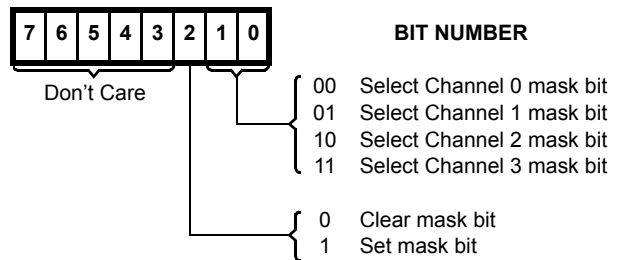 7 6 5 4 3 2 1 0 BIT NUMBER
Don't Care
00 Select Channel 0 mask bit
01 Select Channel 1 mask bit
10 Select Channel 2 mask bit
11 Select Channel 3 mask bit
0 Clear mask bit
1 Set mask bit